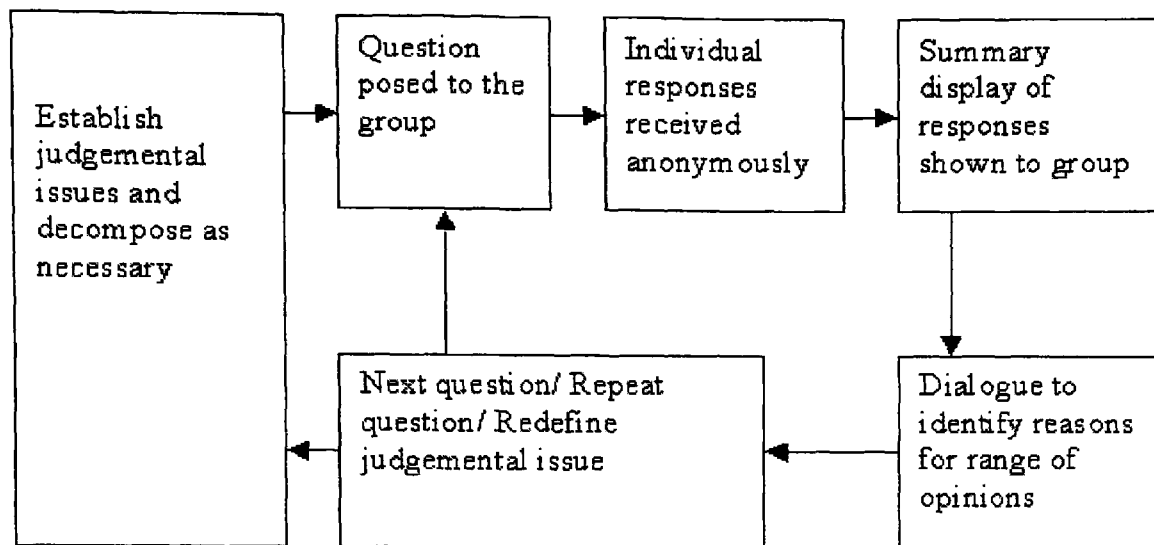 Establish
judgemental
issues and
decompose as
necessary
Question
posed to the
group
Individual
responses
received
anonymously
Summary
display of
responses
shown to group
Dialogue to
identify reasons
for range of
opinions
Next question/ Repeat
question/ Redefine
judgemental issue